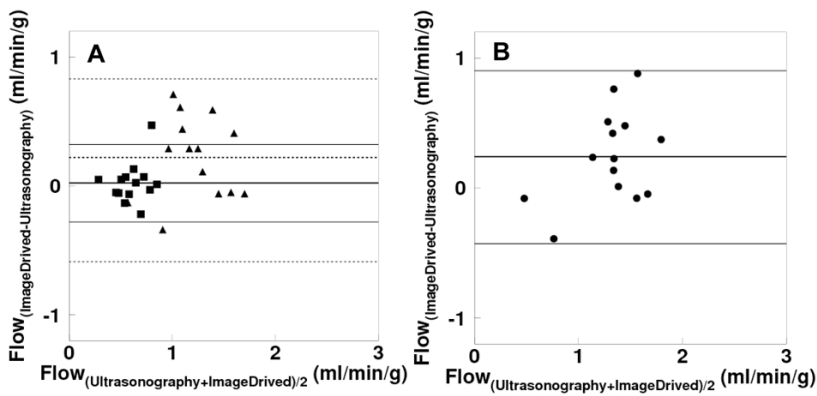 A
Flow(ImageDrived-Ultrasonography) (ml/min/g)
1
0
-1
0 1 2 3
Flow(Ultrasonography+ImageDrived)/2 (ml/min/g)
B
Flow(ImageDrived-Ultrasonography) (ml/min/g)
1
0
-1
0 1 2 3
Flow(Ultrasonography+ImageDrived)/2 (ml/min/g)